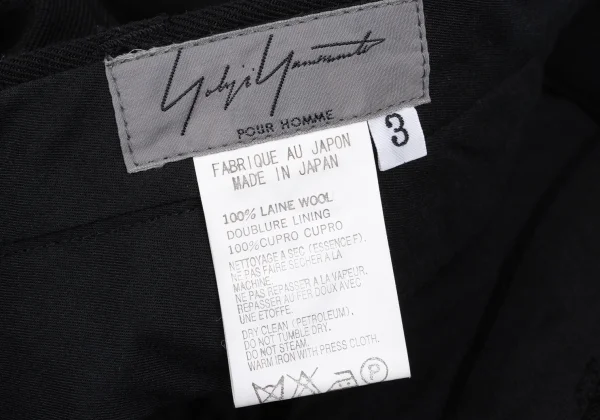 Yohji Yamamoto
POUR HOMME
3
FABRIQUE AU JAPON
MADE IN JAPAN
100% LAINE WOOL
DOUBLURE LINING
100% CUPRO CUPRO
NETTOYAGE A SEC (ESSENCE F).
NE PAS FAIRE SECHER A LA
MACHINE.
NE PAS REPASSER A LA VAPEUR.
REPASSER AU FER DOUX AVEC
UNE ETOFFE.
DRY CLEAN (PETROLEUM).
DO NOT TUMBLE DRY.
DO NOT STEAM.
WARM IRON WITH PRESS CLOTH.
P